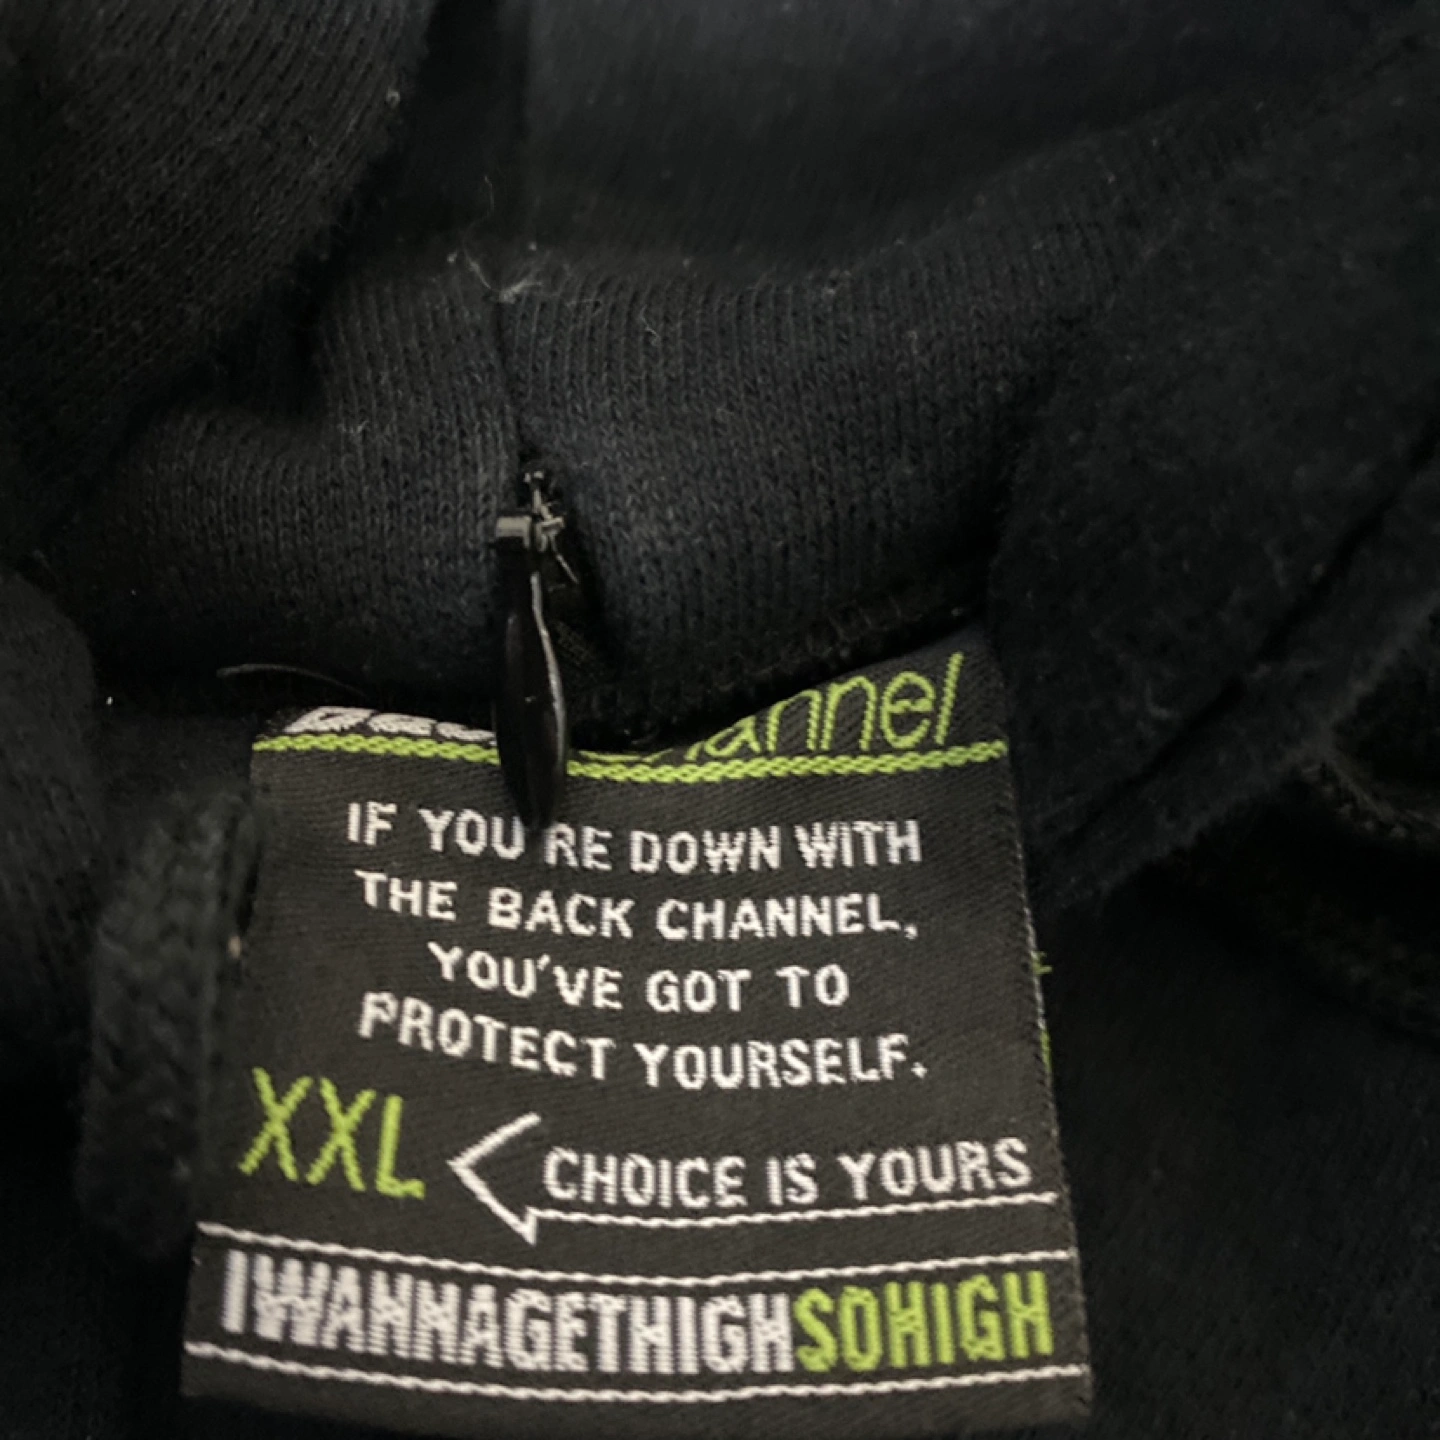 channel
IF YOU'RE DOWN WITH
THE BACK CHANNEL,
YOU'VE GOT TO
PROTECT YOURSELF.
XXL CHOICE IS YOURS
IWANNAGETHIGHSOHIGH